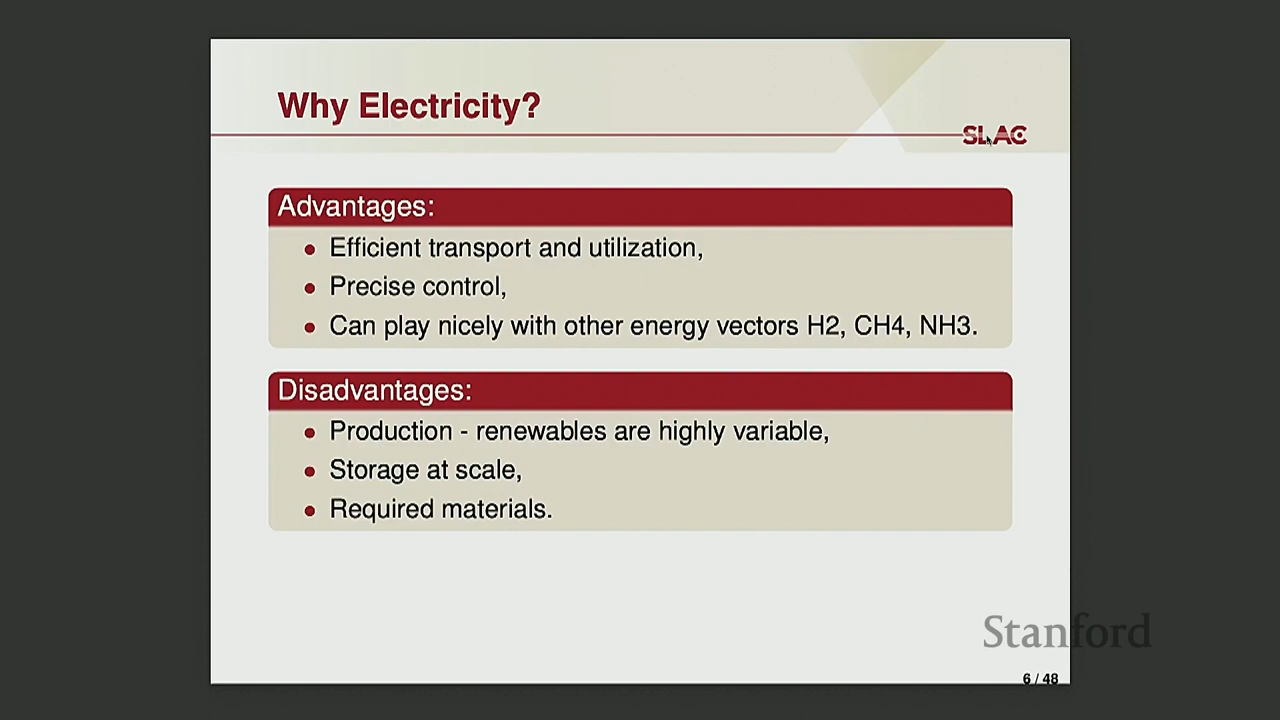 Why Electricity?
SLAC
Advantages:
Efficient transport and utilization,
Precise control,
Can play nicely with other energy vectors H2, CH4, NH3.
Disadvantages:
Production - renewables are highly variable,
Storage at scale,
Required materials.
Stanford
6 / 48